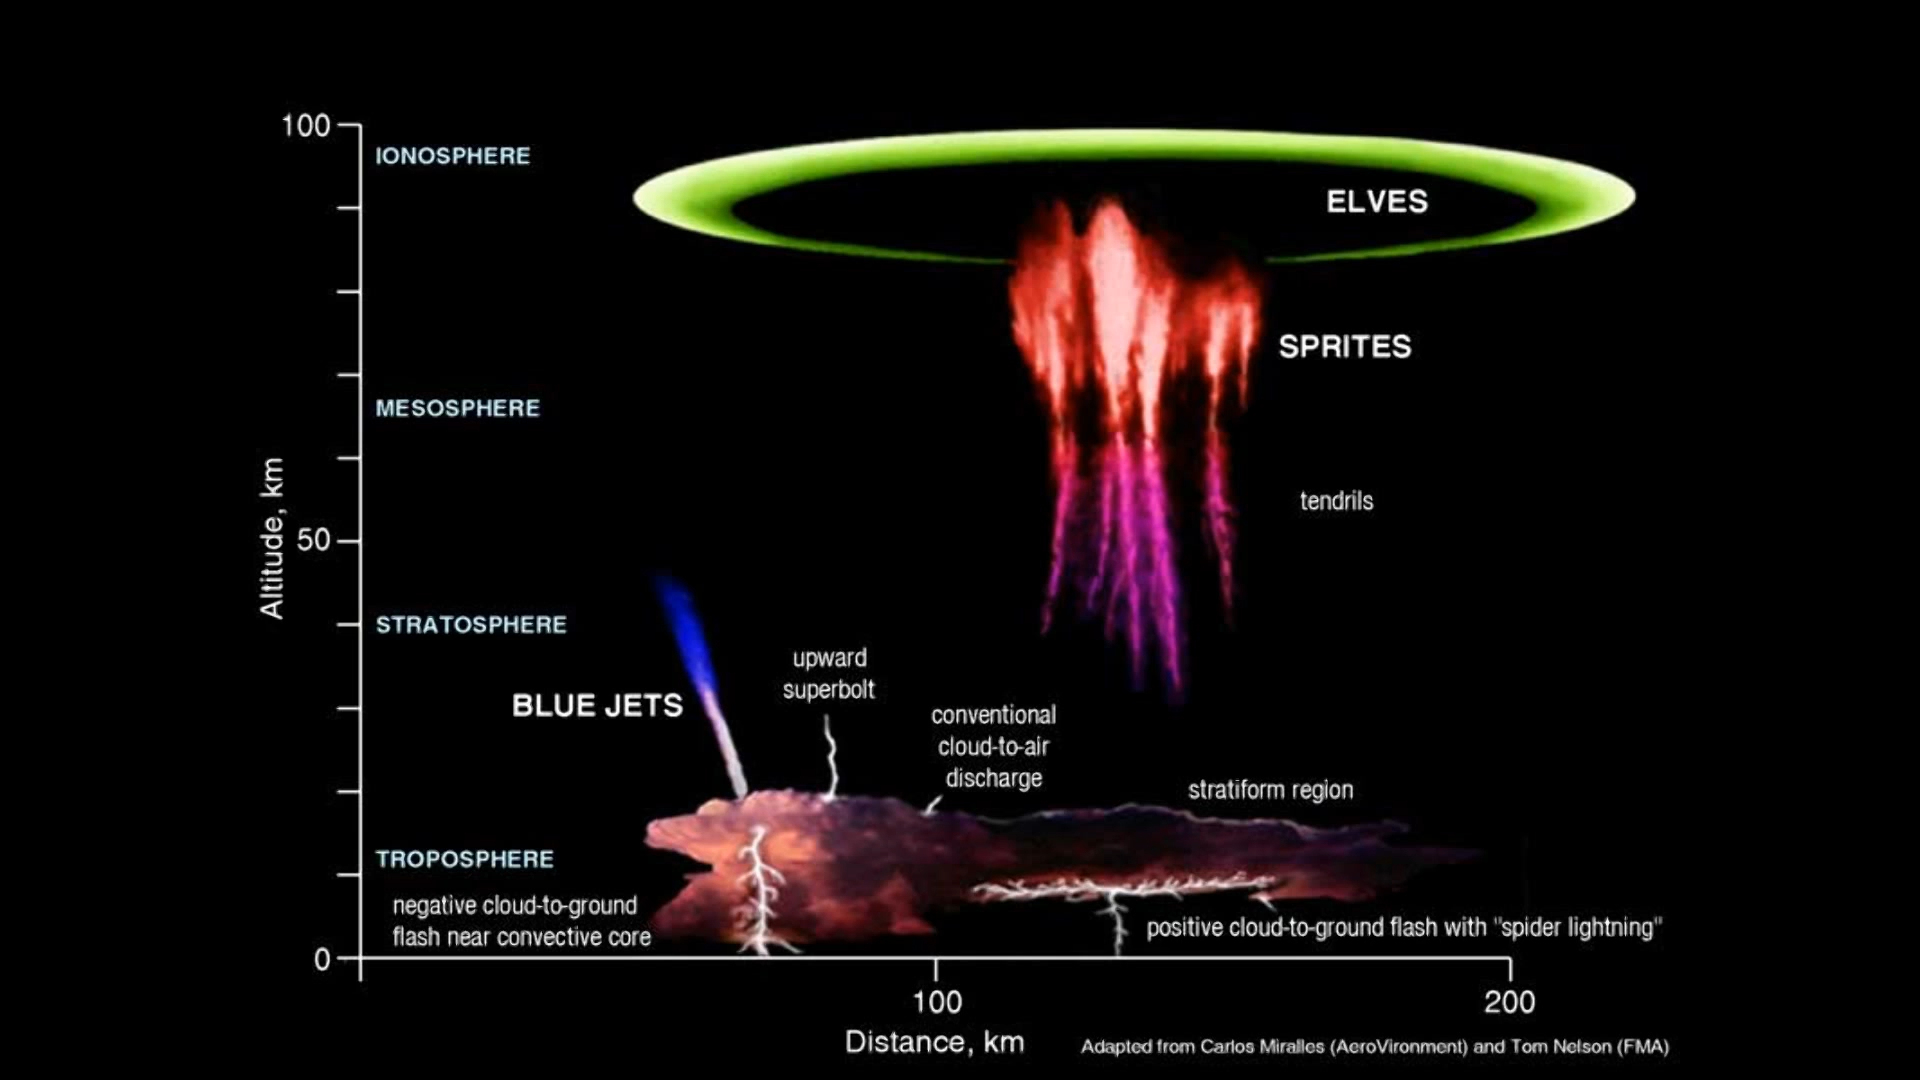 100
IONOSPHERE
ELVES
SPRITES
MESOSPHERE
tendrils
Altitude, km
50
STRATOSPHERE
upward
superbolt
BLUE JETS
conventional
cloud-to-air
discharge
stratiform region
TROPOSPHERE
negative cloud-to-ground
flash near convective core
positive cloud-to-ground flash with "spider lightning"
0
100
200
Distance, km
Adapted from Carlos Miralles (AeroVironment) and Tom Nelson (FMA)